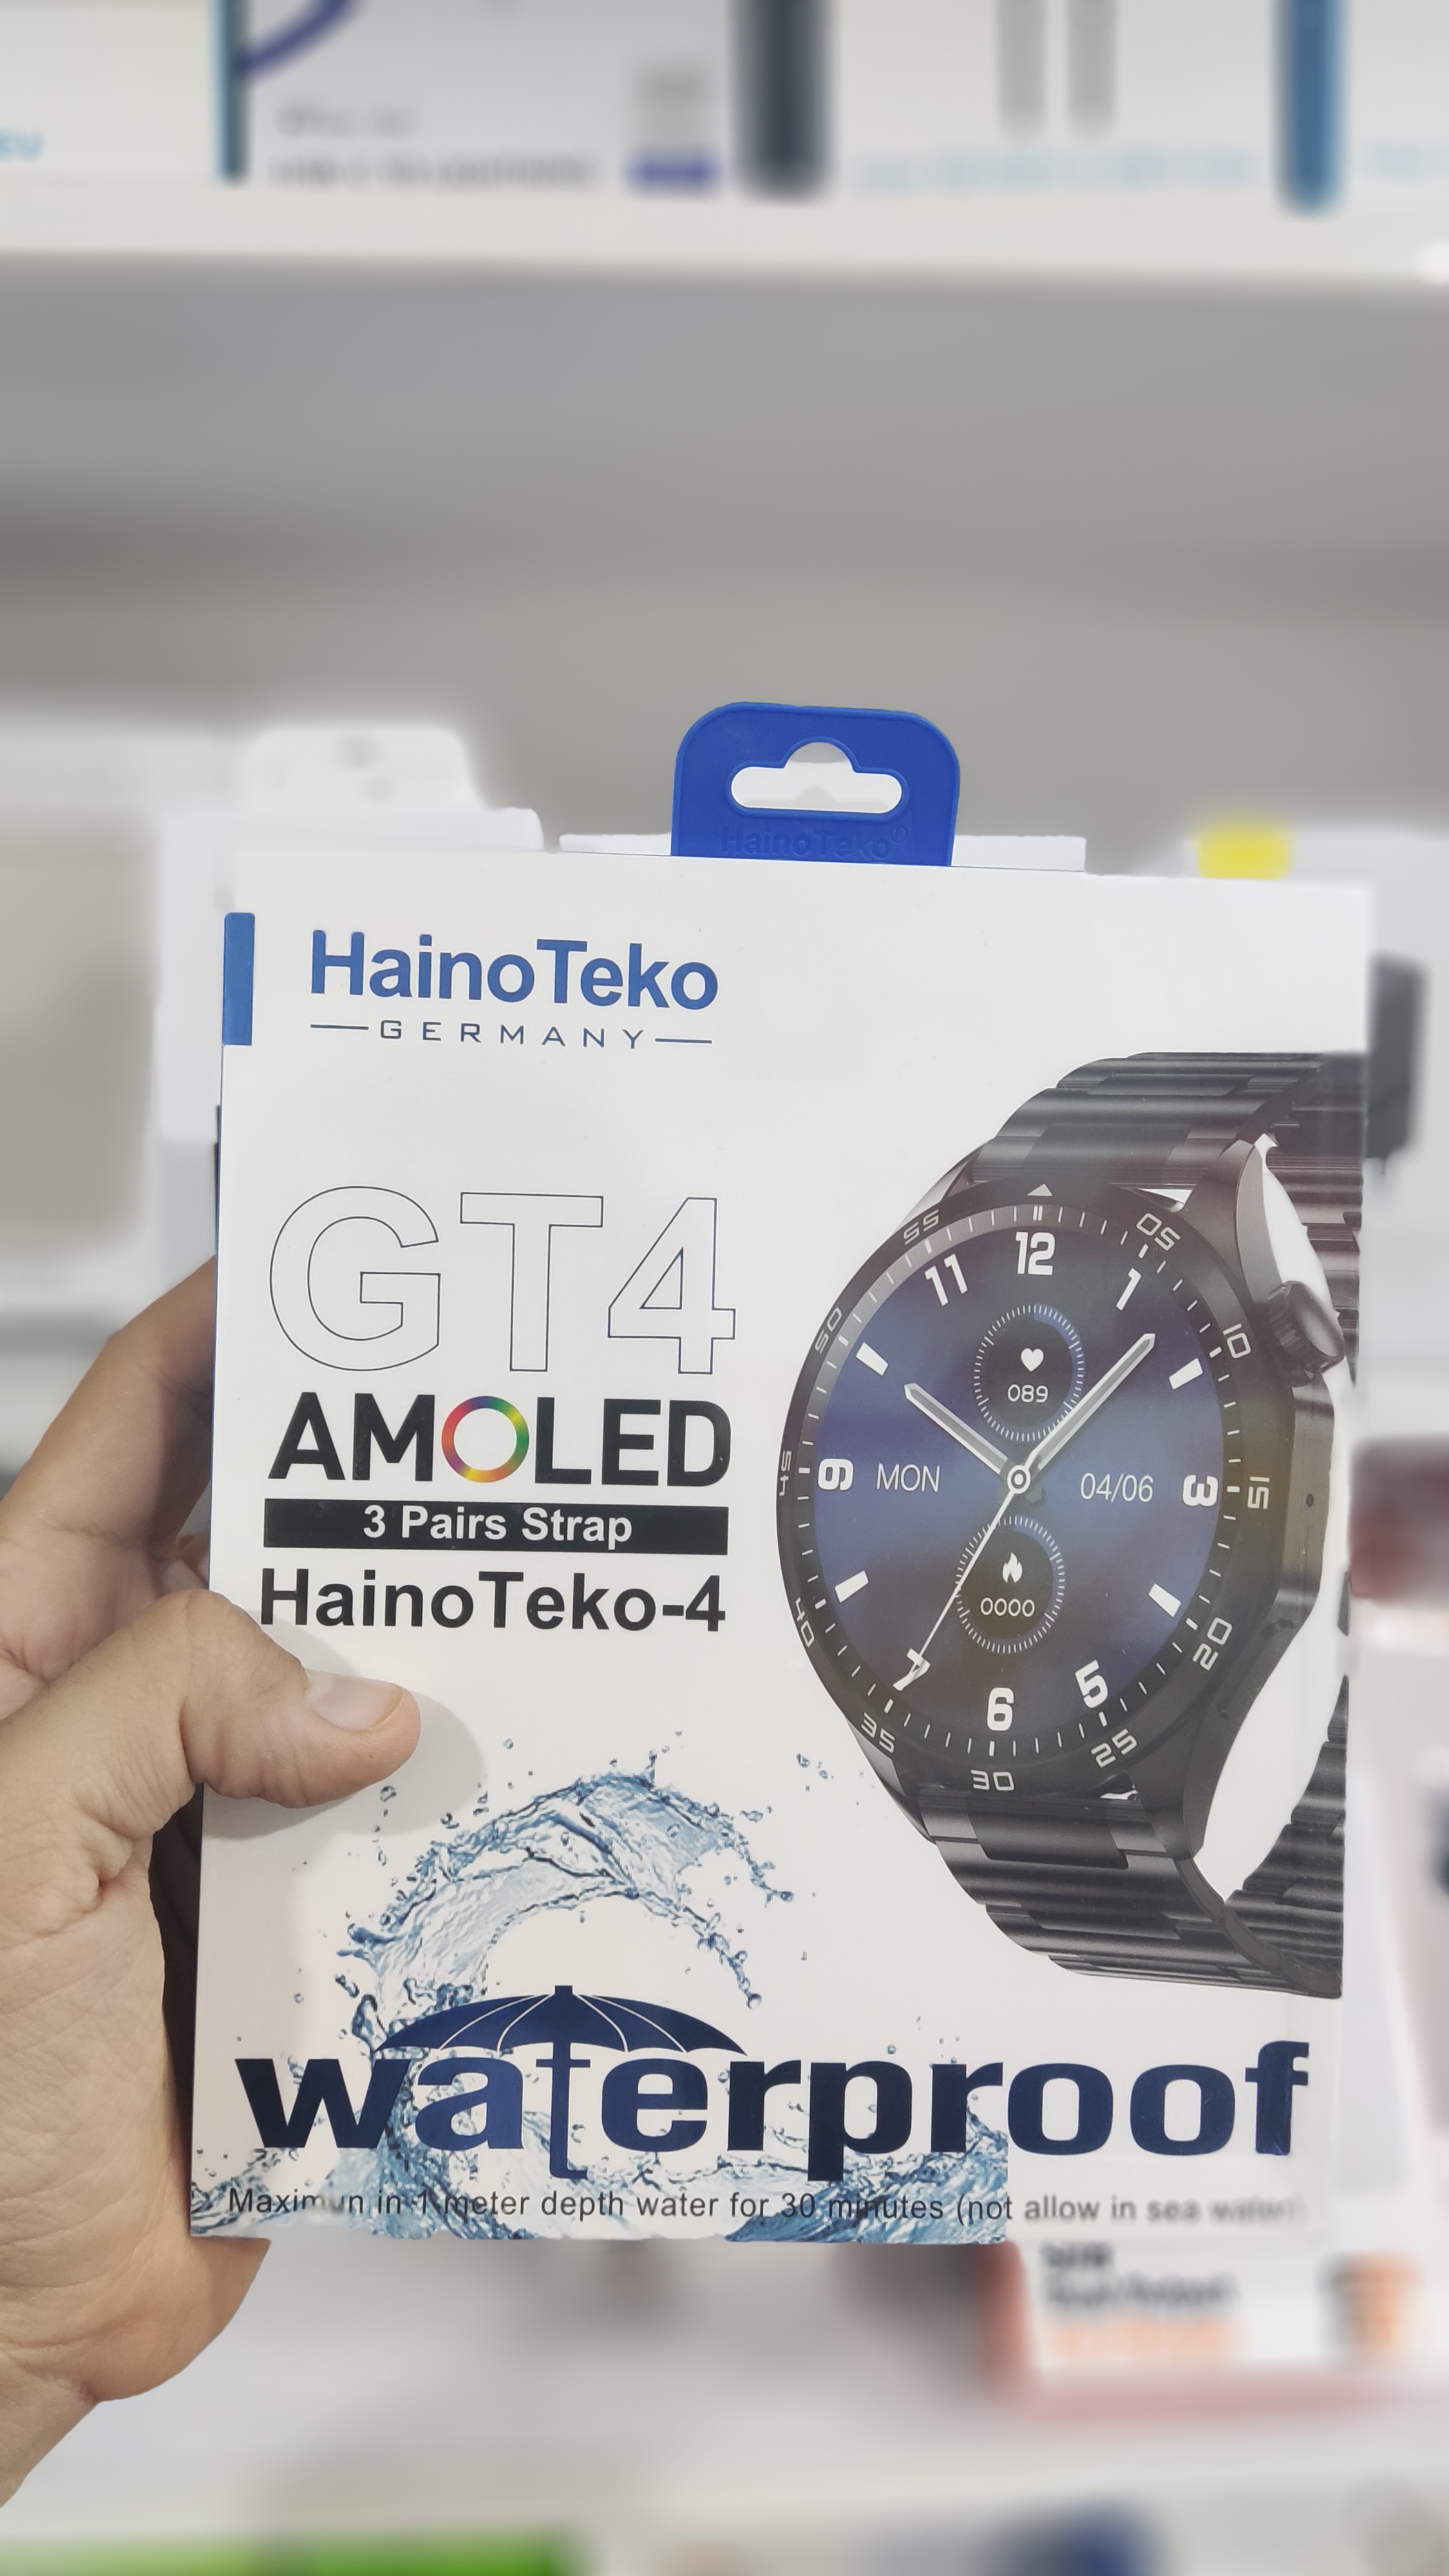 HainoTeko®
HainoTeko
GERMANY
GT4
AMOLED
3 Pairs Strap
HainoTeko-4
55
05
50
10
45
15
40
20
35
25
30
11
12
1
9
3
7
6
5
089
MON
04/06
0000
waterproof
Maximun in 1 meter depth water for 30 minutes (not allow in sea water)